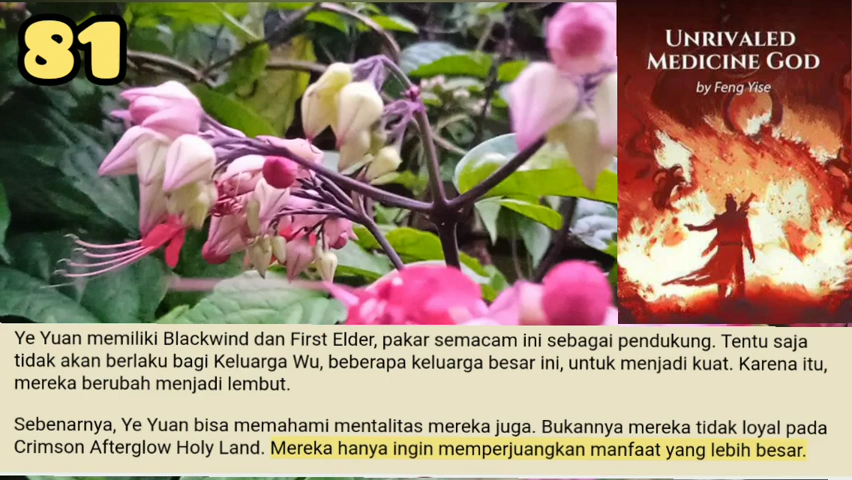 81
UNRIVALED
MEDICINE GOD
by Feng Yise
Ye Yuan memiliki Blackwind dan First Elder, pakar semacam ini sebagai pendukung. Tentu saja
tidak akan berlaku bagi Keluarga Wu, beberapa keluarga besar ini, untuk menjadi kuat. Karena itu,
mereka berubah menjadi lembut.
Sebenarnya, Ye Yuan bisa memahami mentalitas mereka juga. Bukannya mereka tidak loyal pada
Crimson Afterglow Holy Land. Mereka hanya ingin memperjuangkan manfaat yang lebih besar.